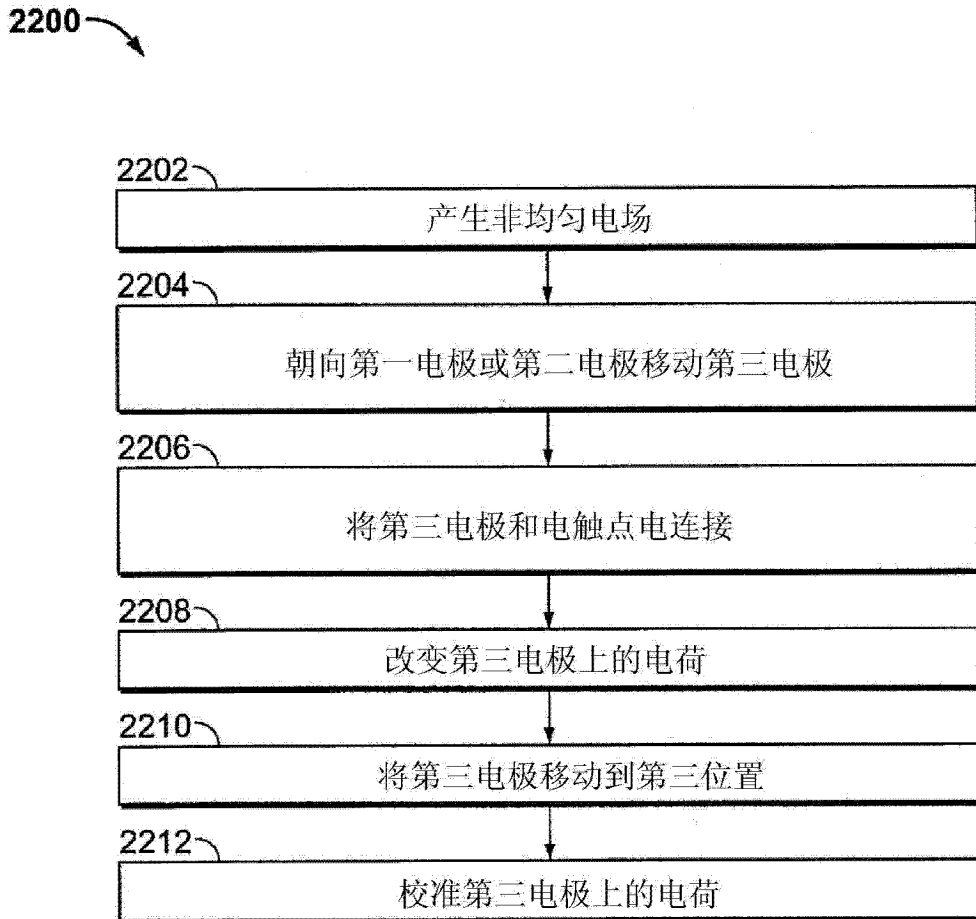 2200
2202
产生非均匀电场
2204
朝向第一电极或第二电极移动第三电极
2206
将第三电极和电触点电连接
2208
改变第三电极上的电荷
2210
将第三电极移动到第三位置
2212
校准第三电极上的电荷